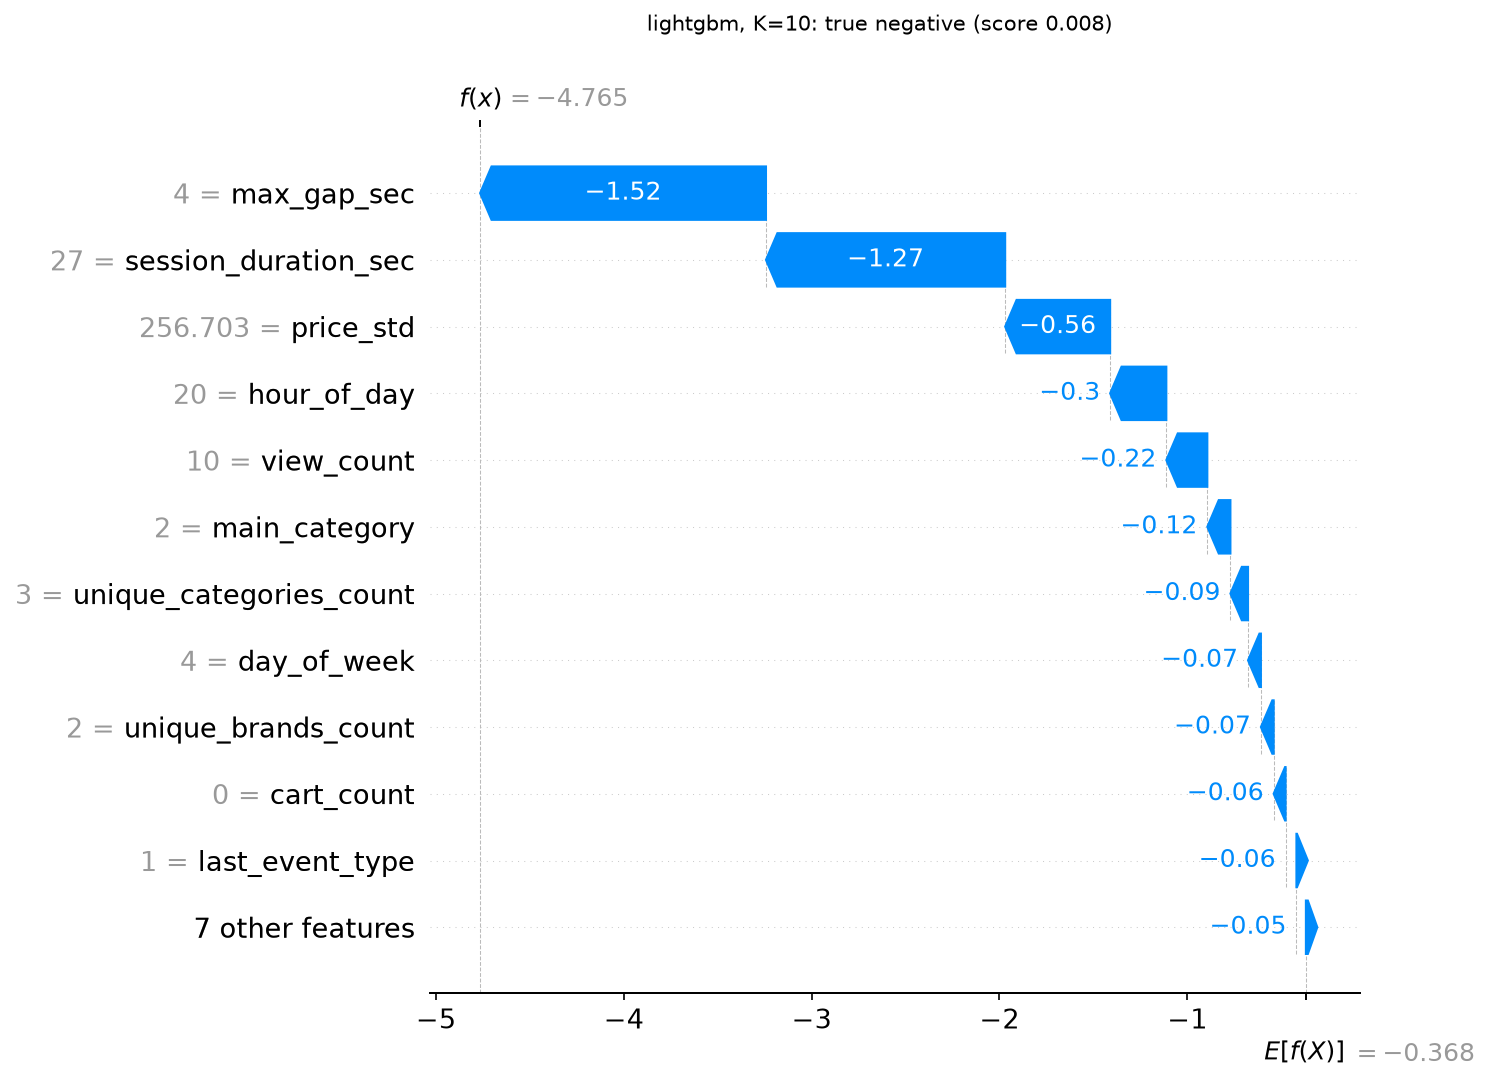 lightgbm, K=10: true negative (score 0.008)
f(x) = −4.765
4 = max_gap_sec −1.52
27 = session_duration_sec −1.27
256.703 = price_std −0.56
20 = hour_of_day −0.3
10 = view_count −0.22
2 = main_category −0.12
3 = unique_categories_count −0.09
4 = day_of_week −0.07
2 = unique_brands_count −0.07
0 = cart_count −0.06
1 = last_event_type −0.06
7 other features −0.05
−5 −4 −3 −2 −1
E[f(X)] = −0.368